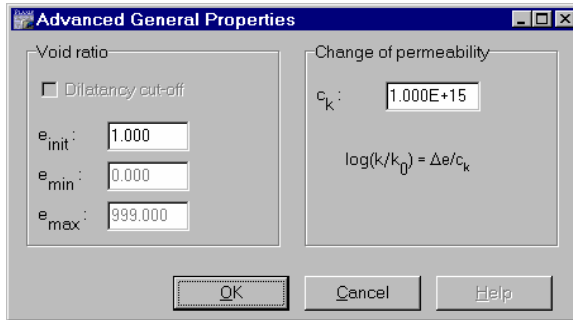 Advanced General Properties
Void ratio
Dilatancy cut-off
e_init: 1.000
e_min: 0.000
e_max: 999.000
Change of permeability
c_k: 1.000E+15
log(k/k_0) = Δe/c_k
OK Cancel Help